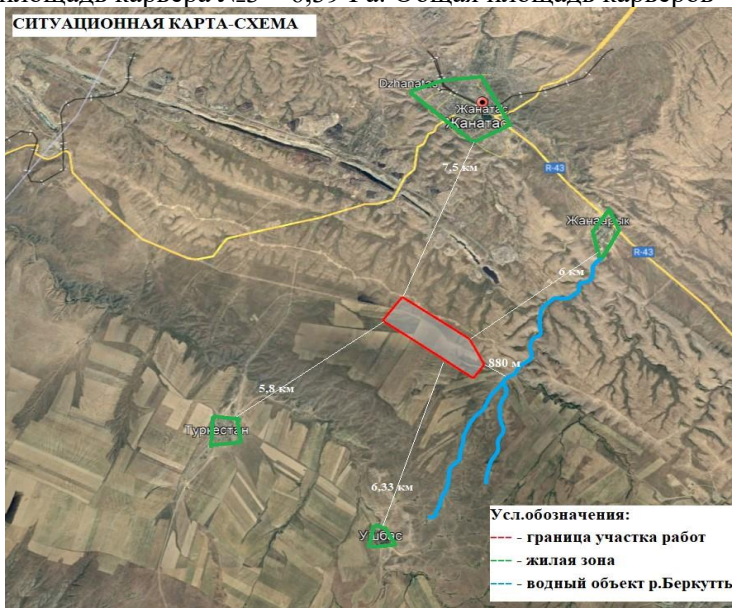 площадь карьера №3 – 6,39 Га. Общая площадь карьеров
СИТУАЦИОННАЯ КАРТА-СХЕМА
Dzhanatas
Жанатас
Жанатас
7,5 км
R-43
Жанаарык
R-43
6 км
880 м
5,8 км
Туркестан
6,33 км
Ушбас
Усл.обозначения:
--- - граница участка работ
--- - жилая зона
--- - водный объект р.Беркутты